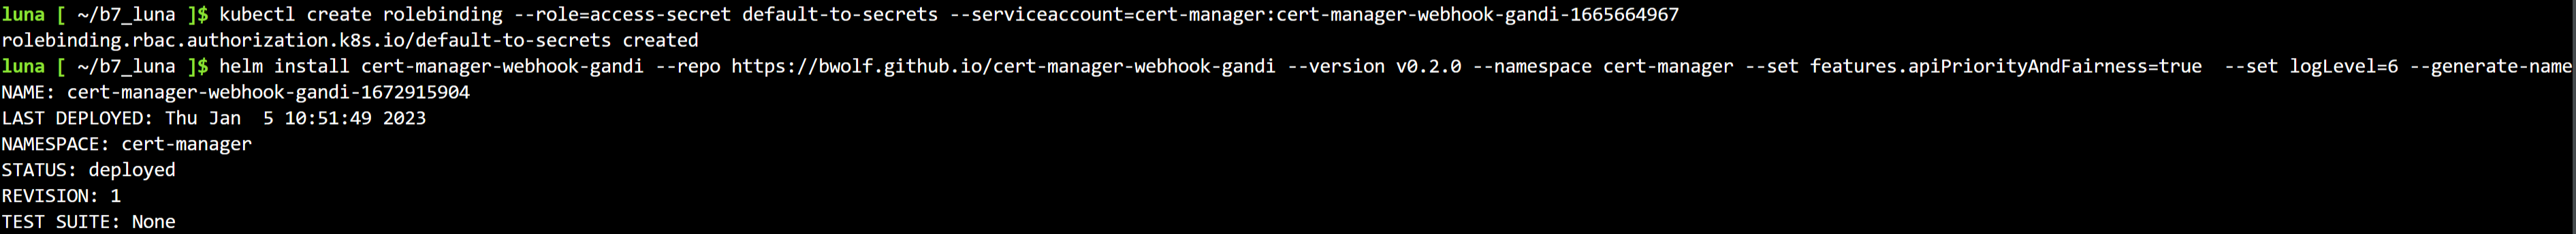 luna [ ~/b7_luna ]$ kubectl create rolebinding --role=access-secret default-to-secrets --serviceaccount=cert-manager:cert-manager-webhook-gandi-1665664967
rolebinding.rbac.authorization.k8s.io/default-to-secrets created
luna [ ~/b7_luna ]$ helm install cert-manager-webhook-gandi --repo https://bwolf.github.io/cert-manager-webhook-gandi --version v0.2.0 --namespace cert-manager --set features.apiPriorityAndFairness=true  --set logLevel=6 --generate-name
NAME: cert-manager-webhook-gandi-1672915904
LAST DEPLOYED: Thu Jan  5 10:51:49 2023
NAMESPACE: cert-manager
STATUS: deployed
REVISION: 1
TEST SUITE: None